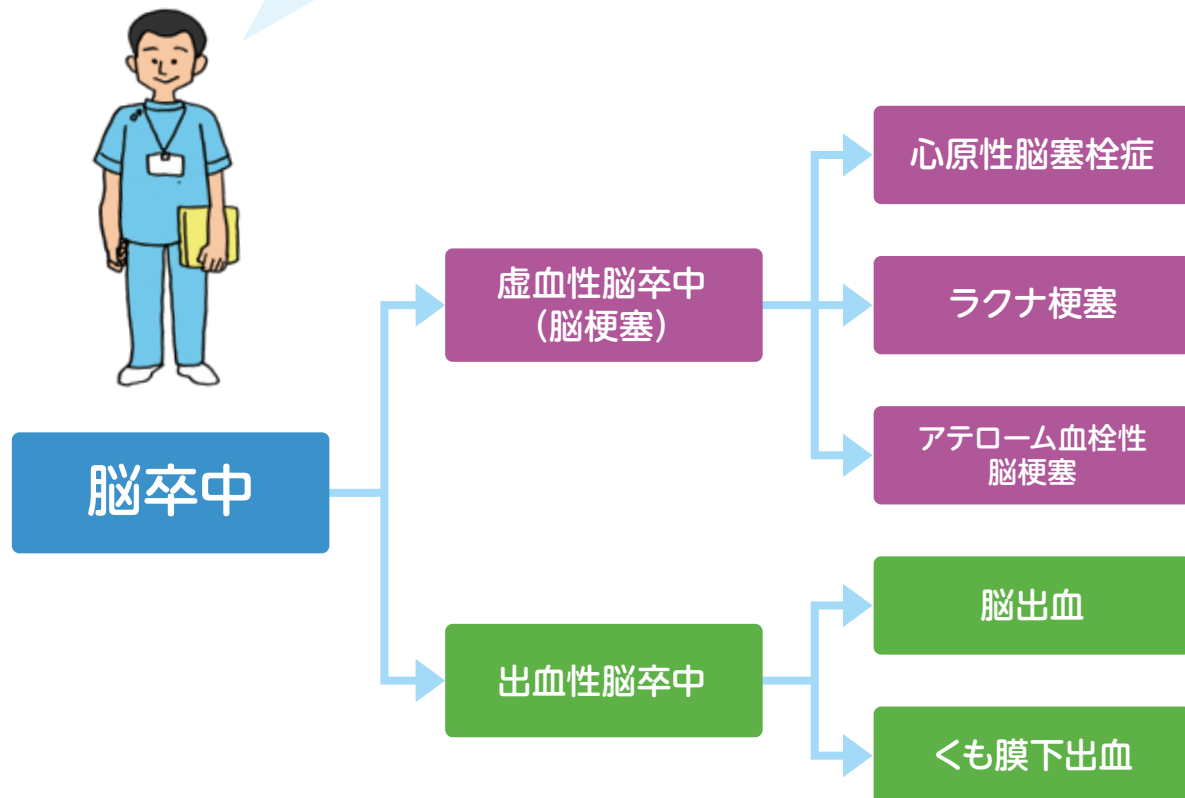 脳卒中
虚血性脳卒中
(脳梗塞)
心原性脳塞栓症
ラクナ梗塞
アテローム血栓性
脳梗塞
出血性脳卒中
脳出血
くも膜下出血